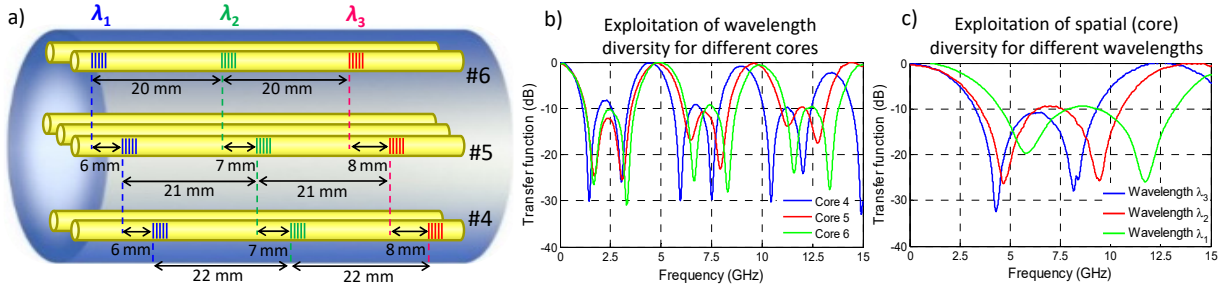 a)
λ1 λ2 λ3
#6
20 mm 20 mm
#5
6 mm 7 mm 8 mm
21 mm 21 mm
#4
6 mm 7 mm 8 mm
22 mm 22 mm
b) Exploitation of wavelength
diversity for different cores
Transfer function (dB)
0
-10
-20
-30
-40
0 2.5 5 7.5 10 12.5 15
Frequency (GHz)
Core 4
Core 5
Core 6
c) Exploitation of spatial (core)
diversity for different wavelengths
Transfer function (dB)
0
-10
-20
-30
-40
0 2.5 5 7.5 10 12.5 15
Frequency (GHz)
Wavelength λ3
Wavelength λ2
Wavelength λ1